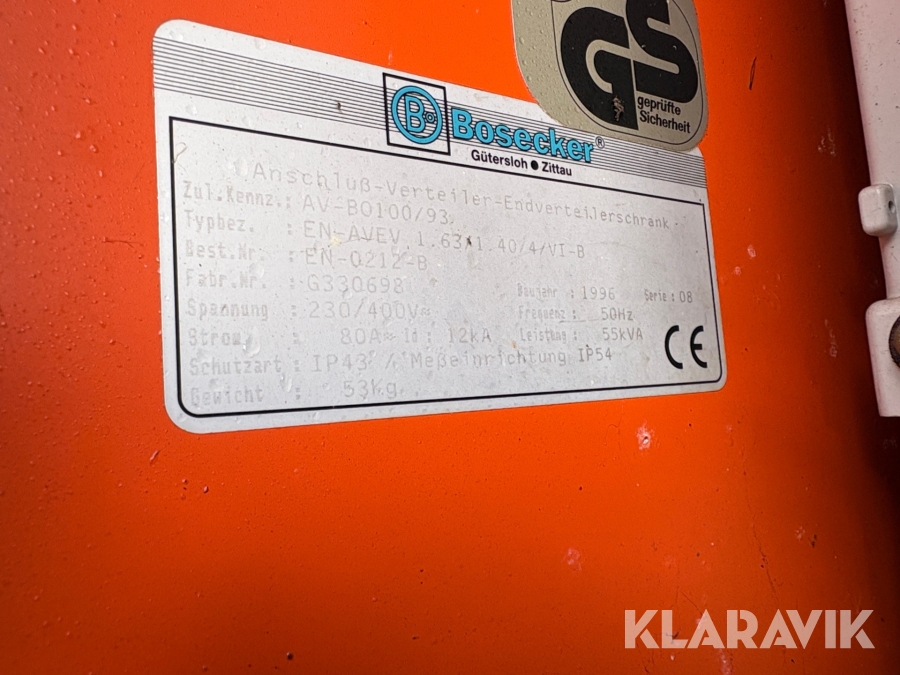 GS
geprüfte
Sicherheit
B
Bosecker®
Gütersloh ● Zittau
Anschluß-Verteiler-Endverteilerschrank
Zul.Kennz.: AV-BO100/93
Typbez. : EN-AVEV 1.63*1.40/4/VI-B
Best.Nr. : EN-0212-B
Fabr.Nr. : G330698 Baujahr : 1996 Serie : 08
Spannung : 230/400V≈ Frequenz : 50Hz
Strom : 80A≈ Id : 12kA Leistung : 55kVA
Schutzart : IP43 / Meßeinrichtung IP54
Gewicht : 53kg
CE
KLARAVIK